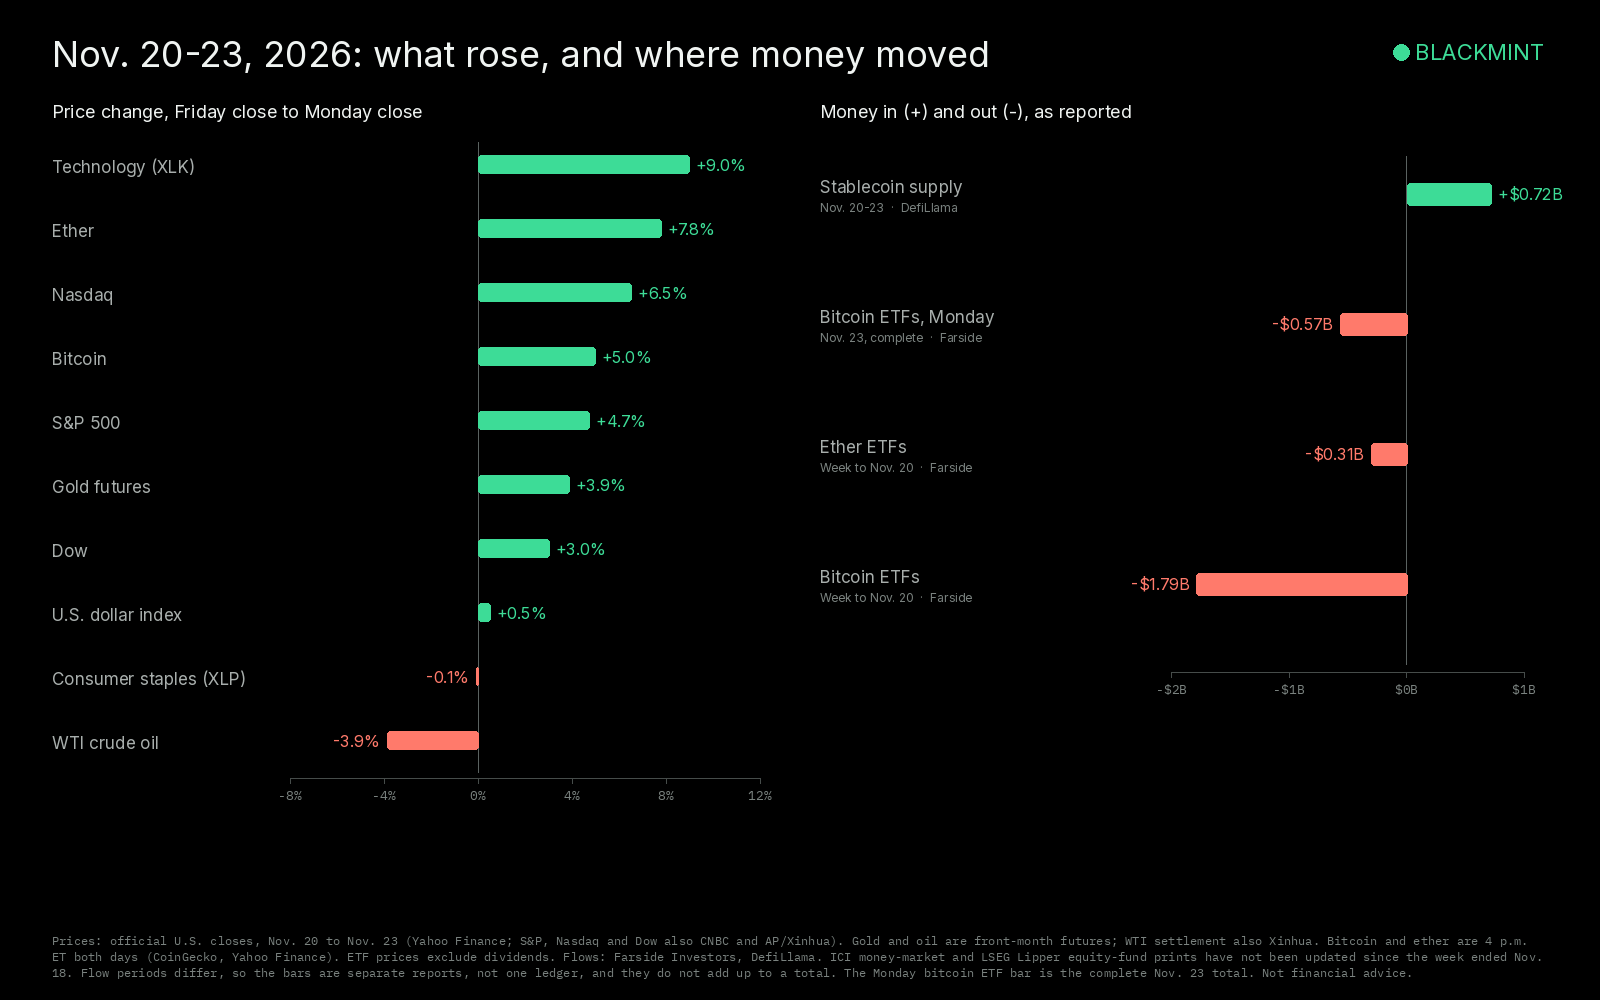 Nov. 20-23, 2026: what rose, and where money moved
BLACKMINT
Price change, Friday close to Monday close
Technology (XLK)
+9.0%
Ether
+7.8%
Nasdaq
+6.5%
Bitcoin
+5.0%
S&P 500
+4.7%
Gold futures
+3.9%
Dow
+3.0%
U.S. dollar index
+0.5%
Consumer staples (XLP)
-0.1%
WTI crude oil
-3.9%
-8%
-4%
0%
4%
8%
12%
Money in (+) and out (-), as reported
Stablecoin supply
Nov. 20-23 · DefiLlama
+$0.72B
Bitcoin ETFs, Monday
Nov. 23, complete · Farside
-$0.57B
Ether ETFs
Week to Nov. 20 · Farside
-$0.31B
Bitcoin ETFs
Week to Nov. 20 · Farside
-$1.79B
-$2B
-$1B
$0B
$1B
Prices: official U.S. closes, Nov. 20 to Nov. 23 (Yahoo Finance; S&P, Nasdaq and Dow also CNBC and AP/Xinhua). Gold and oil are front-month futures; WTI settlement also Xinhua. Bitcoin and ether are 4 p.m.
ET both days (CoinGecko, Yahoo Finance). ETF prices exclude dividends. Flows: Farside Investors, DefiLlama. ICI money-market and LSEG Lipper equity-fund prints have not been updated since the week ended Nov.
18. Flow periods differ, so the bars are separate reports, not one ledger, and they do not add up to a total. The Monday bitcoin ETF bar is the complete Nov. 23 total. Not financial advice.